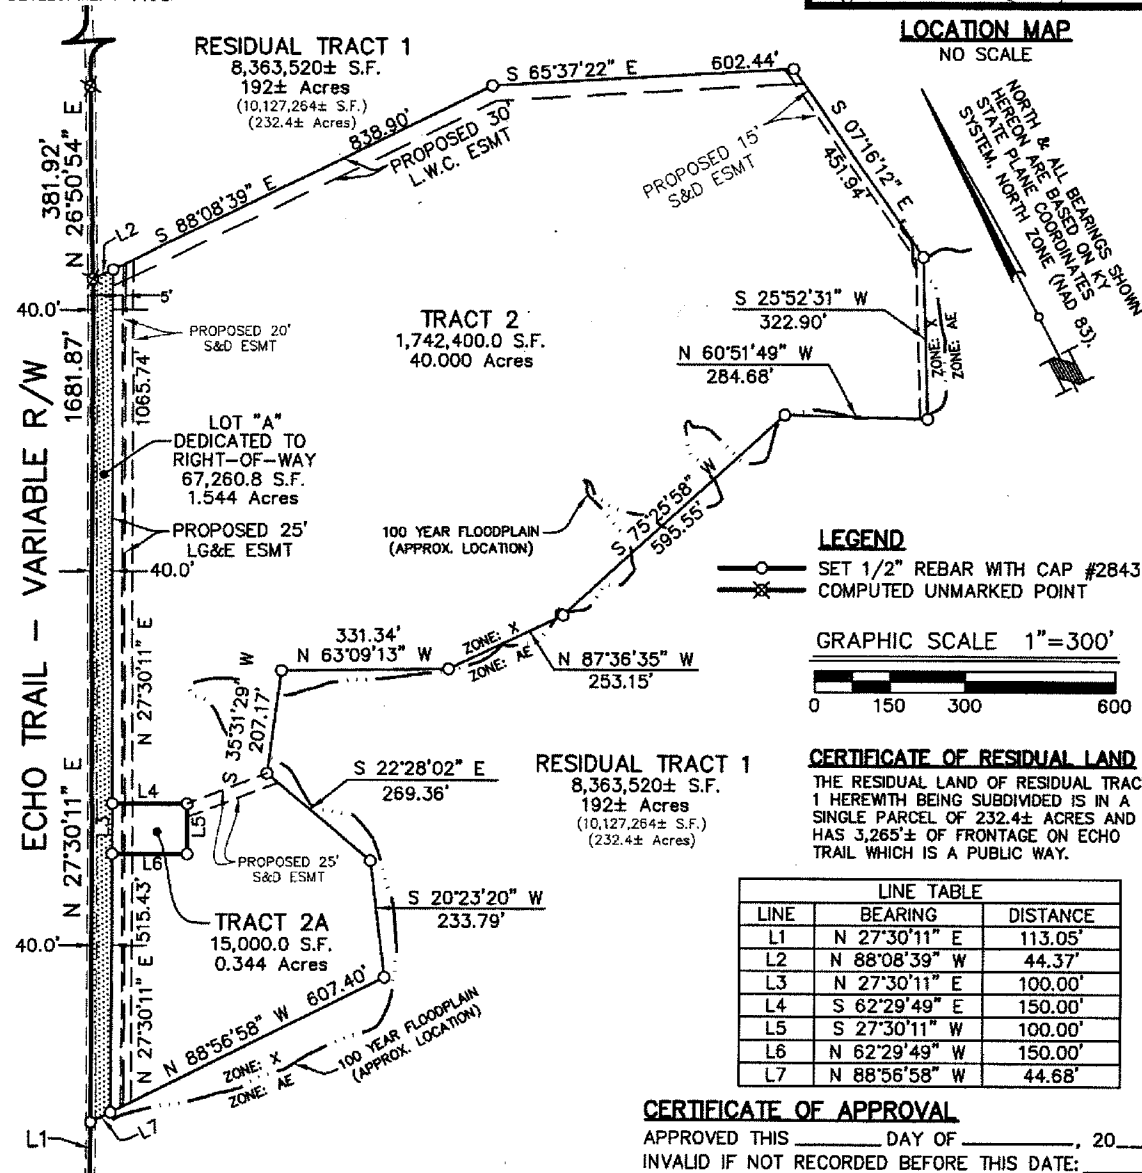 LOCATION MAP
NO SCALE
NORTH & ALL BEARINGS SHOWN
HEREON ARE BASED ON KY
STATE PLANE COORDINATES
SYSTEM, NORTH ZONE (NAD 83).
RESIDUAL TRACT 1
8,363,520± S.F.
192± Acres
(10,127,264± S.F.)
(232.4± Acres)
S 65°37'22" E 602.44'
838.90'
S 88°08'39" E
PROPOSED 30'
L.W.C. ESMT
PROPOSED 15'
S&D ESMT
S 07°16'12" E
451.94'
381.92'
N 26°50'54" E
L2
40.0'
5'
PROPOSED 20'
S&D ESMT
TRACT 2
1,742,400.0 S.F.
40.000 Acres
S 25°52'31" W
322.90'
ZONE: X
ZONE: AE
N 60°51'49" W
284.68'
1681.87'
1065.74'
ECHO TRAIL – VARIABLE R/W
LOT "A"
DEDICATED TO
RIGHT-OF-WAY
67,260.8 S.F.
1.544 Acres
PROPOSED 25'
LG&E ESMT
40.0'
100 YEAR FLOODPLAIN
(APPROX. LOCATION)
S 75°25'58" W
595.55'
LEGEND
SET 1/2" REBAR WITH CAP #2843
COMPUTED UNMARKED POINT
GRAPHIC SCALE 1"=300'
0 150 300 600
331.34'
N 63°09'13" W
ZONE: X
ZONE: AE
N 87°36'35" W
253.15'
N 27°30'11" E
S 35°31'29" W
207.17'
N 27°30'11" E
S 22°28'02" E
269.36'
RESIDUAL TRACT 1
8,363,520± S.F.
192± Acres
(10,127,264± S.F.)
(232.4± Acres)
CERTIFICATE OF RESIDUAL LAND
THE RESIDUAL LAND OF RESIDUAL TRAC
1 HEREWITH BEING SUBDIVIDED IS IN A
SINGLE PARCEL OF 232.4± ACRES AND
HAS 3,265'± OF FRONTAGE ON ECHO
TRAIL WHICH IS A PUBLIC WAY.
L4
L5
L6
PROPOSED 25'
S&D ESMT
TRACT 2A
15,000.0 S.F.
0.344 Acres
S 20°23'20" W
233.79'
40.0'
515.43'
N 27°30'11" E
N 88°56'58" W 607.40'
ZONE: X
ZONE: AE
100 YEAR FLOODPLAIN
(APPROX. LOCATION)
L1
L7
LINE TABLE
LINE BEARING DISTANCE
L1 N 27°30'11" E 113.05'
L2 N 88°08'39" W 44.37'
L3 N 27°30'11" E 100.00'
L4 S 62°29'49" E 150.00'
L5 S 27°30'11" W 100.00'
L6 N 62°29'49" W 150.00'
L7 N 88°56'58" W 44.68'
CERTIFICATE OF APPROVAL
APPROVED THIS ________ DAY OF ________, 20__
INVALID IF NOT RECORDED BEFORE THIS DATE: ____